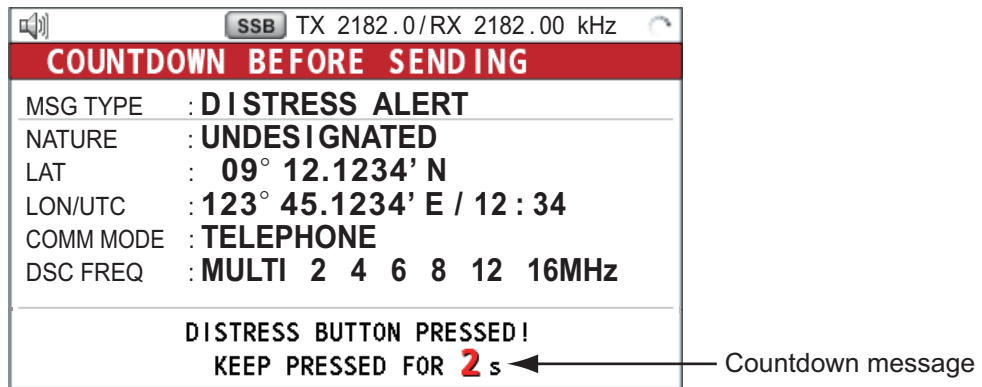 SSB TX 2182.0/RX 2182.00 kHz
COUNTDOWN BEFORE SENDING
MSG TYPE : DISTRESS ALERT
NATURE : UNDESIGNATED
LAT : 09° 12.1234’ N
LON/UTC : 123° 45.1234’ E / 12 : 34
COMM MODE : TELEPHONE
DSC FREQ : MULTI 2 4 6 8 12 16MHz
DISTRESS BUTTON PRESSED!
KEEP PRESSED FOR 2 s
Countdown message